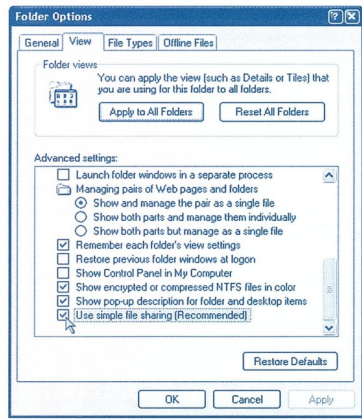 Folder Options
General View File Types Offline Files
Folder views
You can apply the view (such as Details or Tiles) that
you are using for this folder to all folders.
Apply to All Folders Reset All Folders
Advanced settings:
Launch folder windows in a separate process
Managing pairs of Web pages and folders
Show and manage the pair as a single file
Show both parts and manage them individually
Show both parts but manage as a single file
Remember each folder's view settings
Restore previous folder windows at logon
Show Control Panel in My Computer
Show encrypted or compressed NTFS files in color
Show pop-up description for folder and desktop items
Use simple file sharing (Recommended)
Restore Defaults
OK Cancel Apply